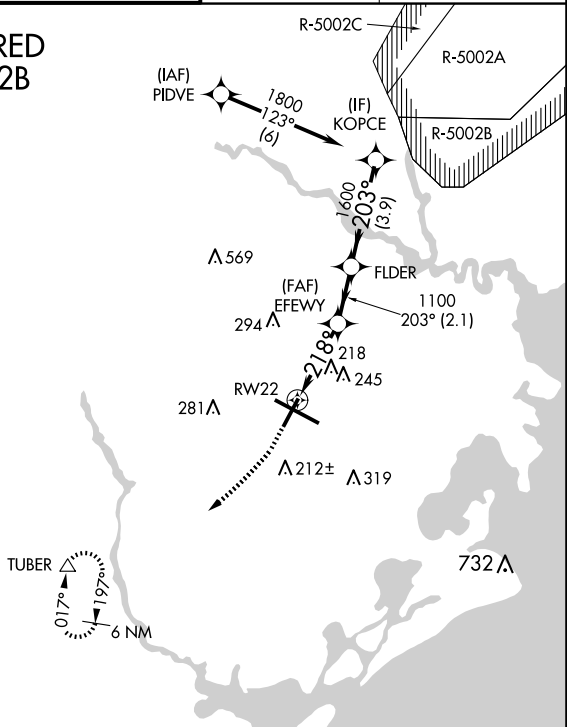 RED
2B
R-5002C
R-5002A
R-5002B
(IAF)
PIDVE
1800
123°
(6)
(IF)
KOPCE
1600
203°
(3.9)
569
FLDER
(FAF)
EFEWY
1100
203° (2.1)
294
218°
218
245
RW22
281
212±
319
TUBER
732
017°
197°
6 NM